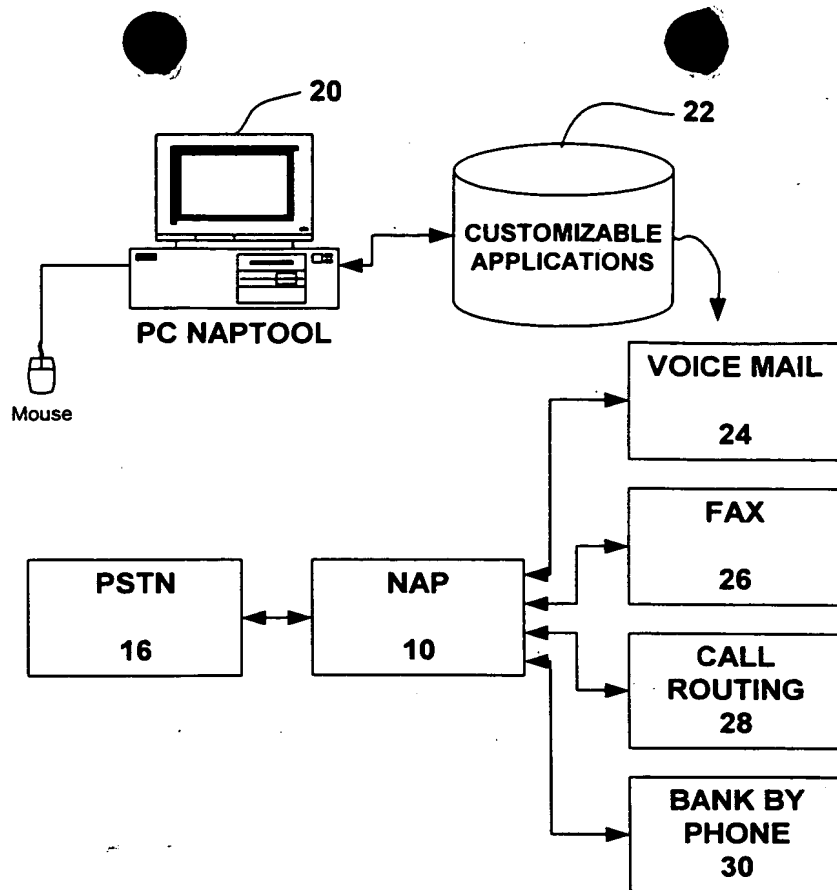 20
22
CUSTOMIZABLE
APPLICATIONS
PC NAPTOOL
Mouse
VOICE MAIL
24
FAX
26
PSTN
16
NAP
10
CALL
ROUTING
28
BANK BY
PHONE
30